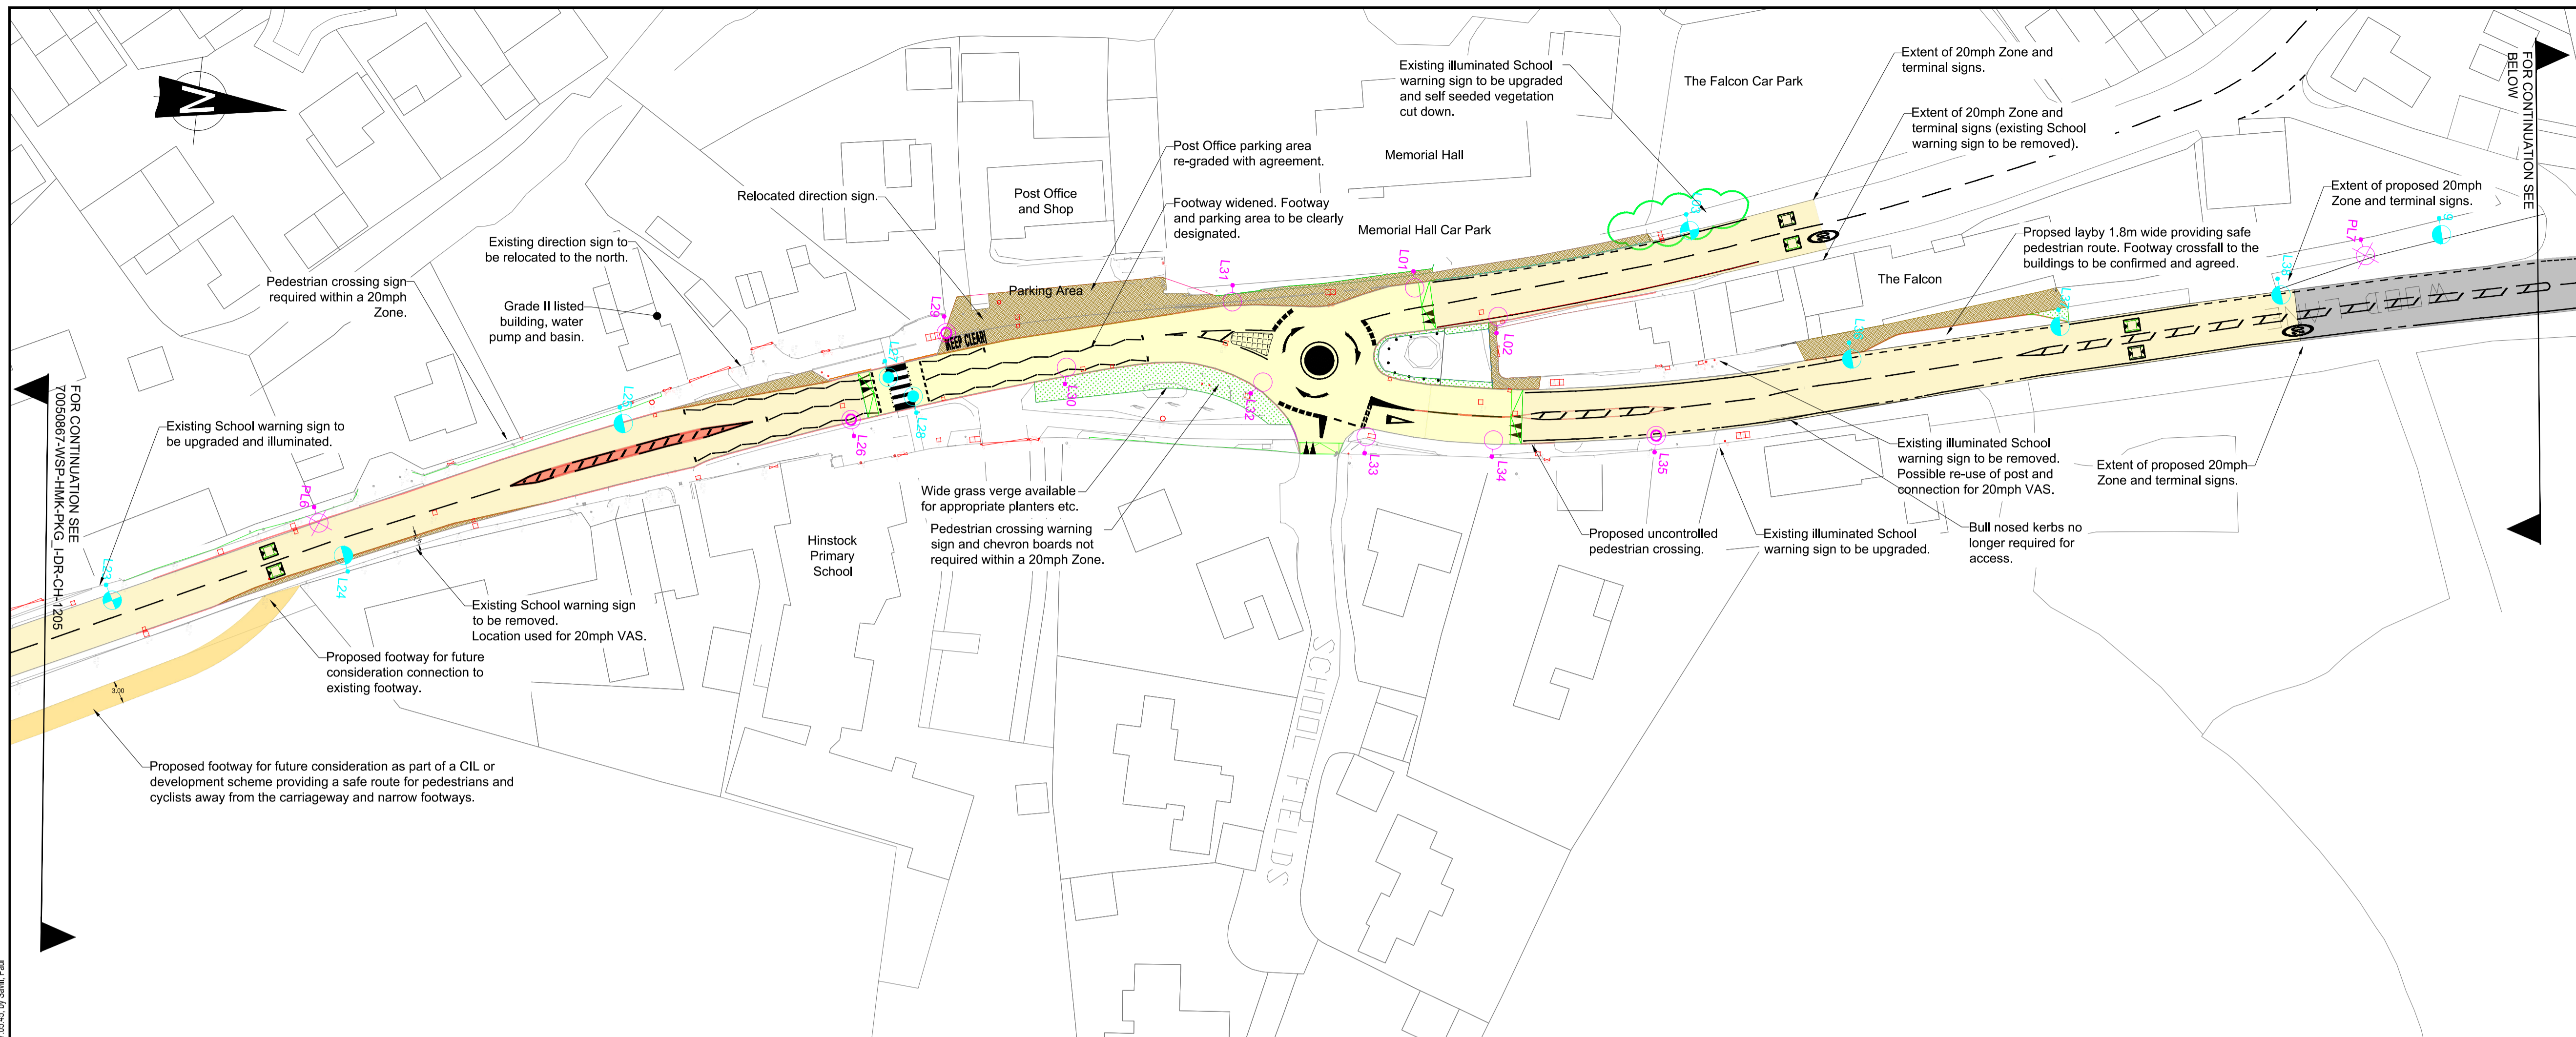 FOR CONTINUATION SEE
70050867-WSP-HMK-PKG_I-DR-CH-1205
N
Existing School warning sign to
be upgraded and illuminated.
Pedestrian crossing sign
required within a 20mph
Zone.
Existing direction sign to
be relocated to the north.
Grade II listed
building, water
pump and basin.
Relocated direction sign.
Post Office
and Shop
Parking Area
Post Office parking area
re-graded with agreement.
Footway widened. Footway
and parking area to be clearly
designated.
Existing illuminated School
warning sign to be upgraded
and self seeded vegetation
cut down.
Memorial Hall
Memorial Hall Car Park
The Falcon Car Park
Extent of 20mph Zone and
terminal signs.
Extent of 20mph Zone and
terminal signs (existing School
warning sign to be removed).
FOR CONTINUATION SEE
BELOW
Extent of proposed 20mph
Zone and terminal signs.
Propsed layby 1.8m wide providing safe
pedestrian route. Footway crossfall to the
buildings to be confirmed and agreed.
The Falcon
L23
PL6
L24
L25
L26
L27
L28
L29
KEEP CLEAR
L30
L31
L32
L33
L34
L35
L01
L02
L03
L38
PL7
Existing School warning sign
to be removed.
Location used for 20mph VAS.
Proposed footway for future
consideration connection to
existing footway.
3.00
Proposed footway for future consideration as part of a CIL or
development scheme providing a safe route for pedestrians and
cyclists away from the carriageway and narrow footways.
Hinstock
Primary
School
Wide grass verge available
for appropriate planters etc.
Pedestrian crossing warning
sign and chevron boards not
required within a 20mph Zone.
SCHOOL FIELDS
Proposed uncontrolled
pedestrian crossing.
Existing illuminated School
warning sign to be upgraded.
Existing illuminated School
warning sign to be removed.
Possible re-use of post and
connection for 20mph VAS.
Bull nosed kerbs no
longer required for
access.
Extent of proposed 20mph
Zone and terminal signs.